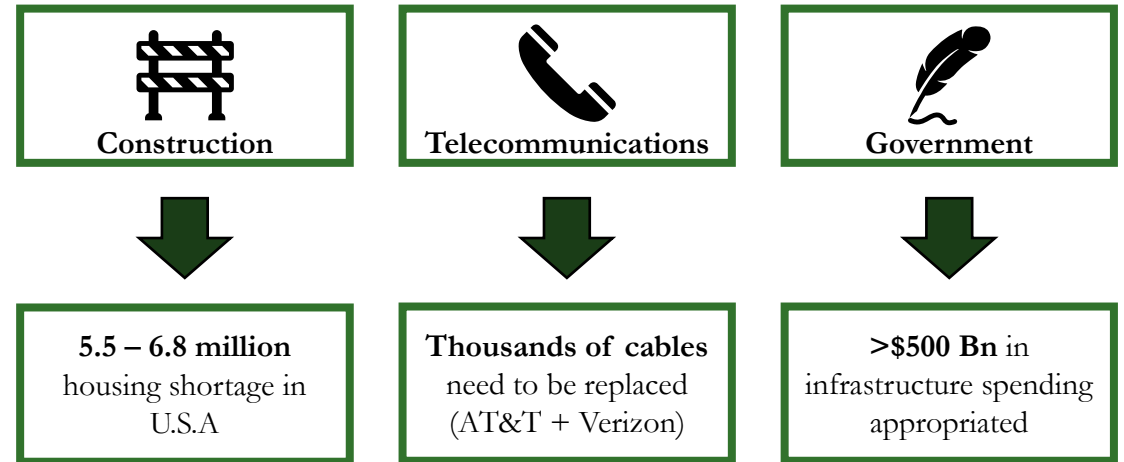 Construction
Telecommunications
Government
5.5 – 6.8 million
housing shortage in
U.S.A
Thousands of cables
need to be replaced
(AT&T + Verizon)
>$500 Bn in
infrastructure spending
appropriated